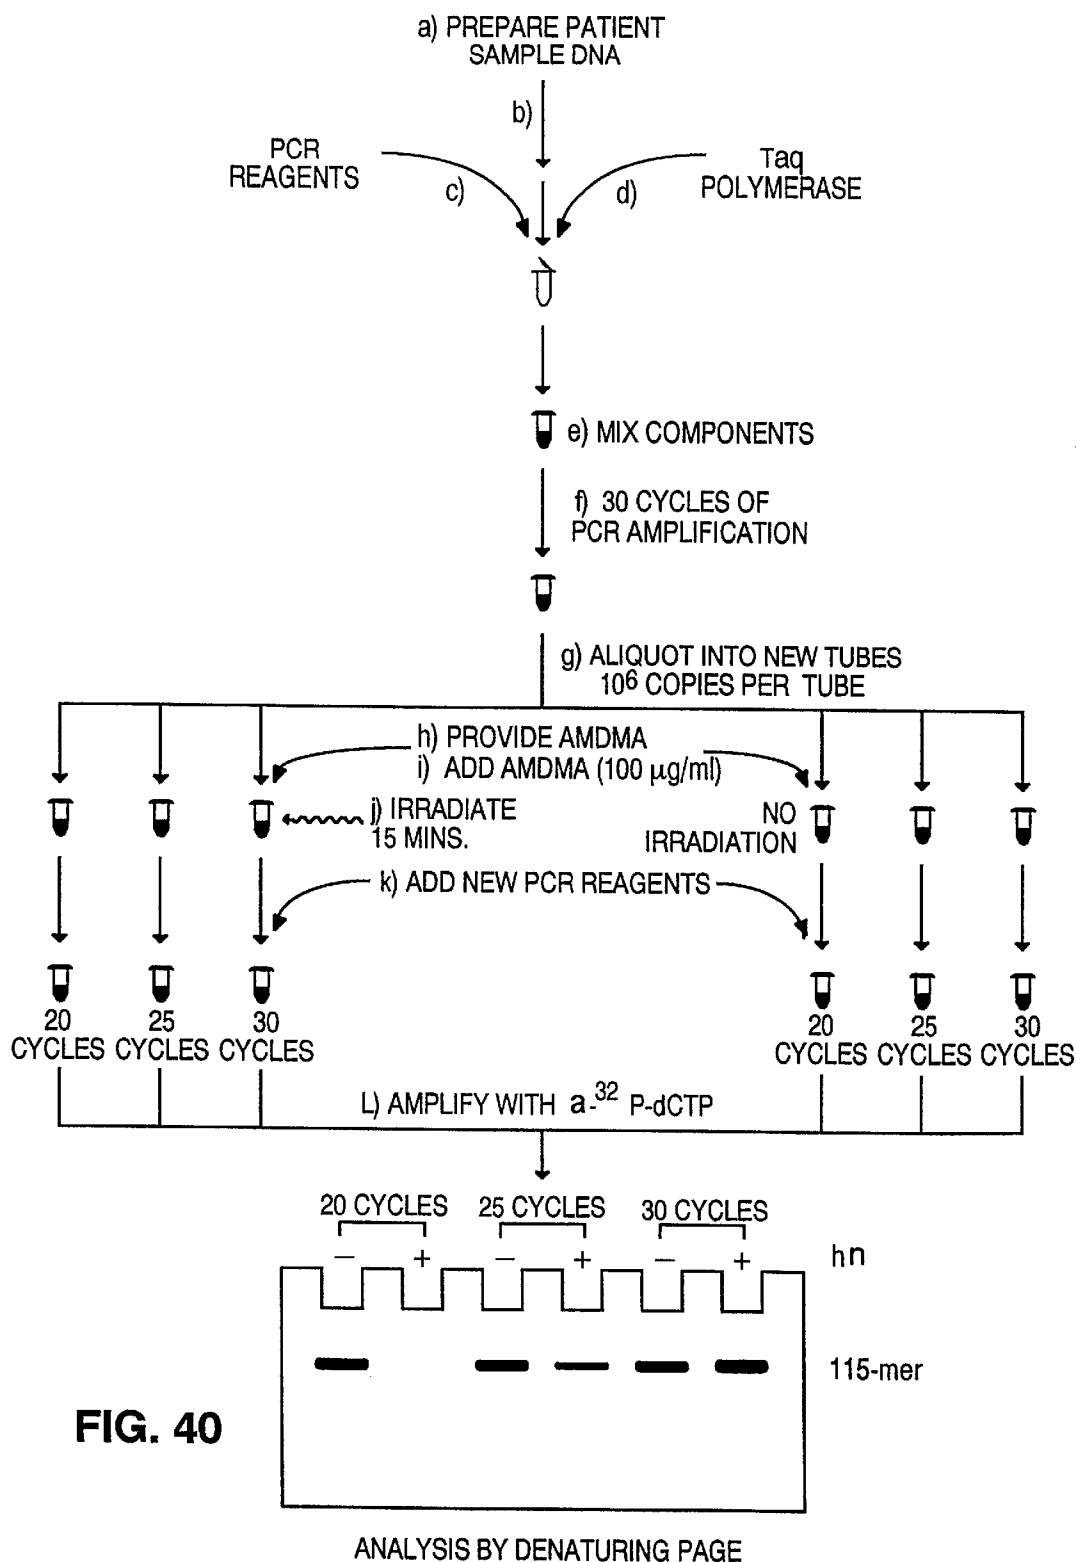 a) PREPARE PATIENT
SAMPLE DNA
b)
PCR
REAGENTS
c)
d)
Taq
POLYMERASE
e) MIX COMPONENTS
f) 30 CYCLES OF
PCR AMPLIFICATION
g) ALIQUOT INTO NEW TUBES
10⁶ COPIES PER TUBE
h) PROVIDE AMDMA
i) ADD AMDMA (100 µg/ml)
j) IRRADIATE
15 MINS.
NO
IRRADIATION
k) ADD NEW PCR REAGENTS
20
CYCLES
25
CYCLES
30
CYCLES
20
CYCLES
25
CYCLES
30
CYCLES
L) AMPLIFY WITH a-³² P-dCTP
20 CYCLES 25 CYCLES 30 CYCLES
− + − + − + hn
115-mer
FIG. 40
ANALYSIS BY DENATURING PAGE